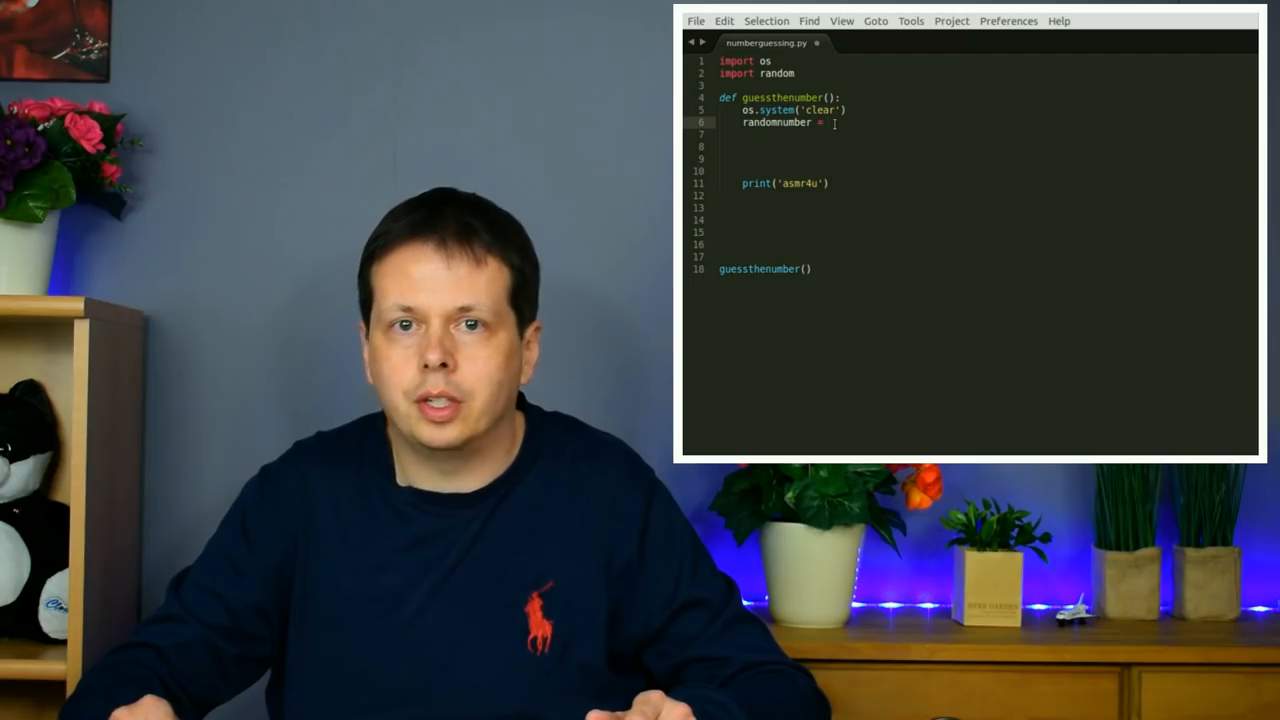 File Edit Selection Find View Goto Tools Project Preferences Help
numberguessing.py
1 import os
2 import random
3
4 def guessthenumber():
5 os.system('clear')
6 randomnumber =
7
8
9
10
11 print('asmr4u')
12
13
14
15
16
17
18 guessthenumber()
HERB GARDEN